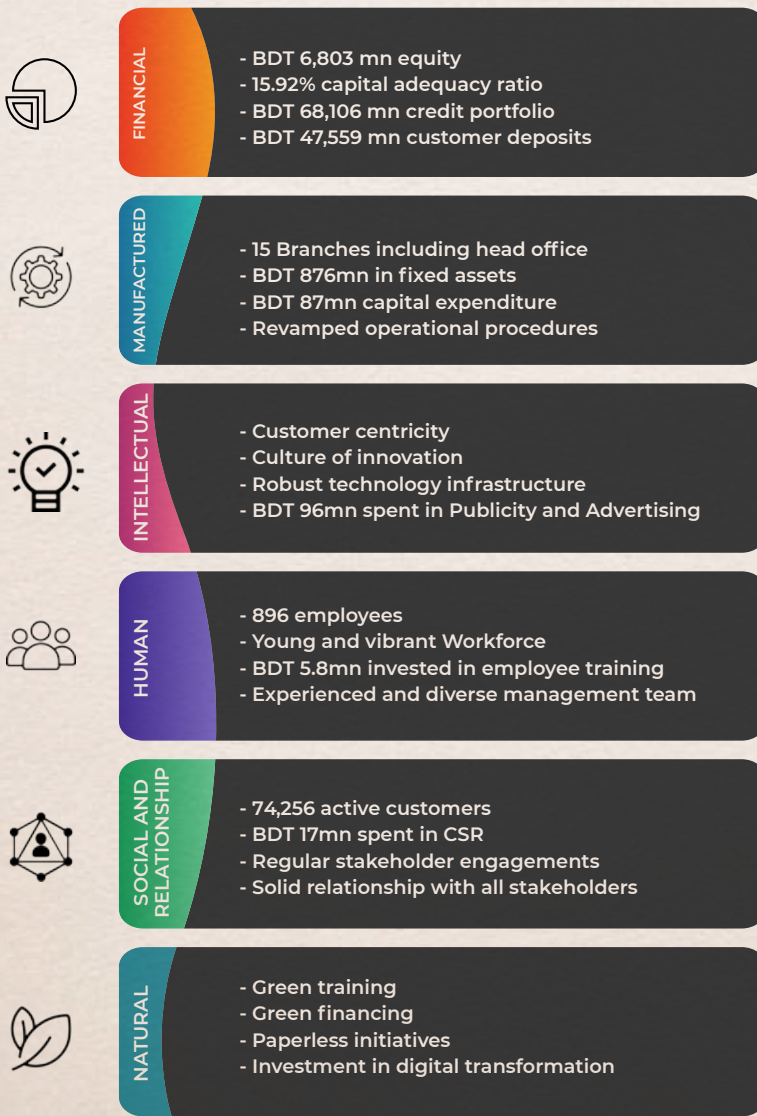 FINANCIAL
- BDT 6,803 mn equity
- 15.92% capital adequacy ratio
- BDT 68,106 mn credit portfolio
- BDT 47,559 mn customer deposits
MANUFACTURED
- 15 Branches including head office
- BDT 876mn in fixed assets
- BDT 87mn capital expenditure
- Revamped operational procedures
INTELLECTUAL
- Customer centricity
- Culture of innovation
- Robust technology infrastructure
- BDT 96mn spent in Publicity and Advertising
HUMAN
- 896 employees
- Young and vibrant Workforce
- BDT 5.8mn invested in employee training
- Experienced and diverse management team
SOCIAL AND
RELATIONSHIP
- 74,256 active customers
- BDT 17mn spent in CSR
- Regular stakeholder engagements
- Solid relationship with all stakeholders
NATURAL
- Green training
- Green financing
- Paperless initiatives
- Investment in digital transformation